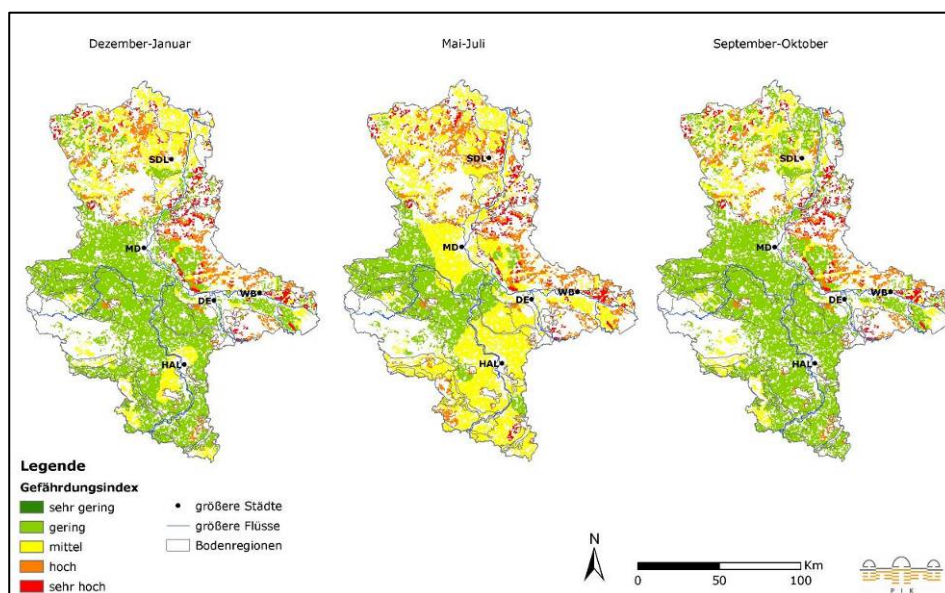 Dezember-Januar
Mai-Juli
September-Oktober
SDL
MD
DE
WB
HAL
SDL
MD
DE
WB
HAL
SDL
MD
DE
WB
HAL
Legende
Gefährdungsindex
sehr gering
gering
mittel
hoch
sehr hoch
größere Städte
größere Flüsse
Bodenregionen
N
Km
0 50 100
P I K